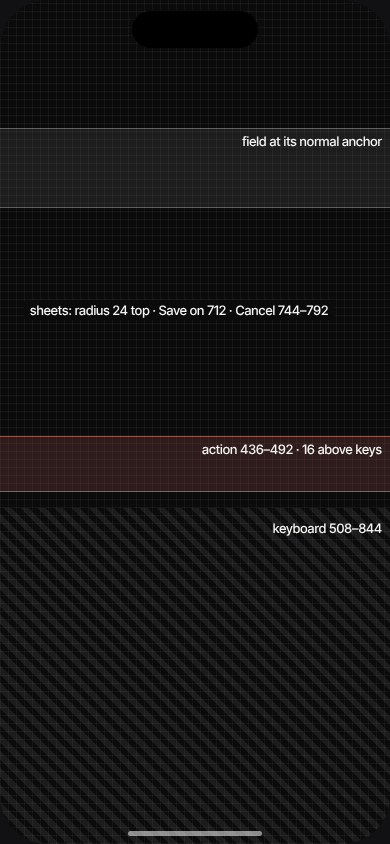 field at its normal anchor
sheets: radius 24 top · Save on 712 · Cancel 744–792
action 436–492 · 16 above keys
keyboard 508–844